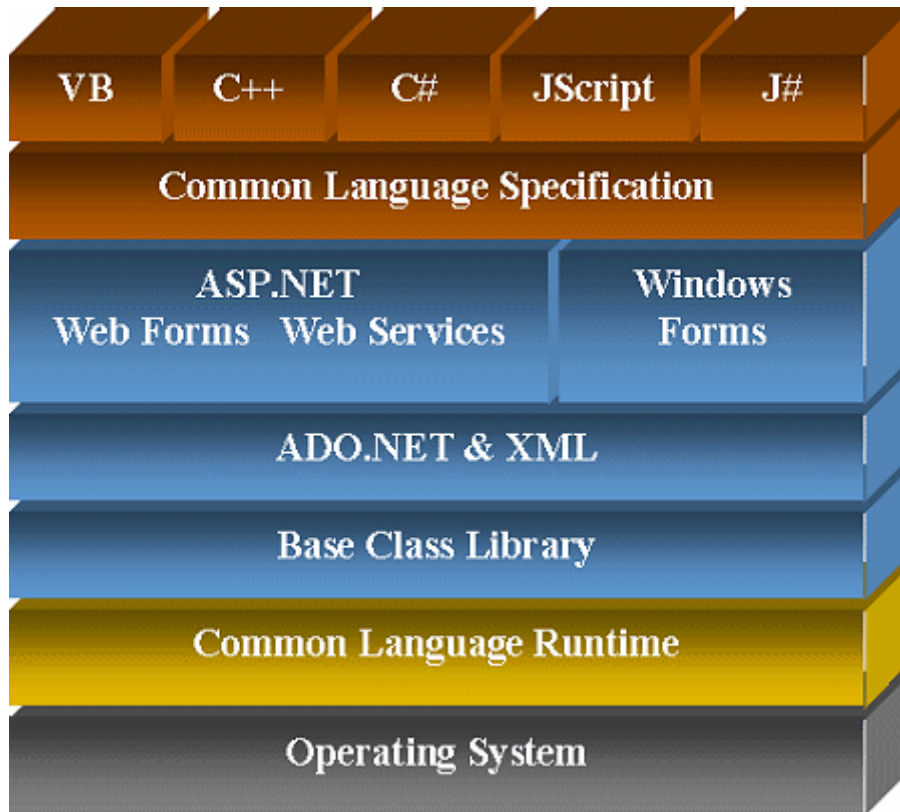 VB C++ C# JScript J#
Common Language Specification
ASP.NET
Web Forms Web Services
Windows
Forms
ADO.NET & XML
Base Class Library
Common Language Runtime
Operating System